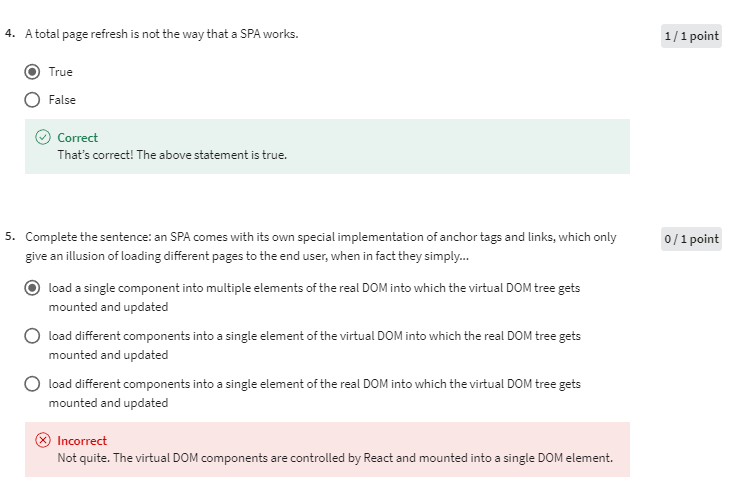 4. A total page refresh is not the way that a SPA works.
1 / 1 point
True
False
Correct
That's correct! The above statement is true.
5. Complete the sentence: an SPA comes with its own special implementation of anchor tags and links, which only
0 / 1 point
give an illusion of loading different pages to the end user, when in fact they simply...
load a single component into multiple elements of the real DOM into which the virtual DOM tree gets
mounted and updated
load different components into a single element of the virtual DOM into which the real DOM tree gets
mounted and updated
load different components into a single element of the real DOM into which the virtual DOM tree gets
mounted and updated
Incorrect
Not quite. The virtual DOM components are controlled by React and mounted into a single DOM element.